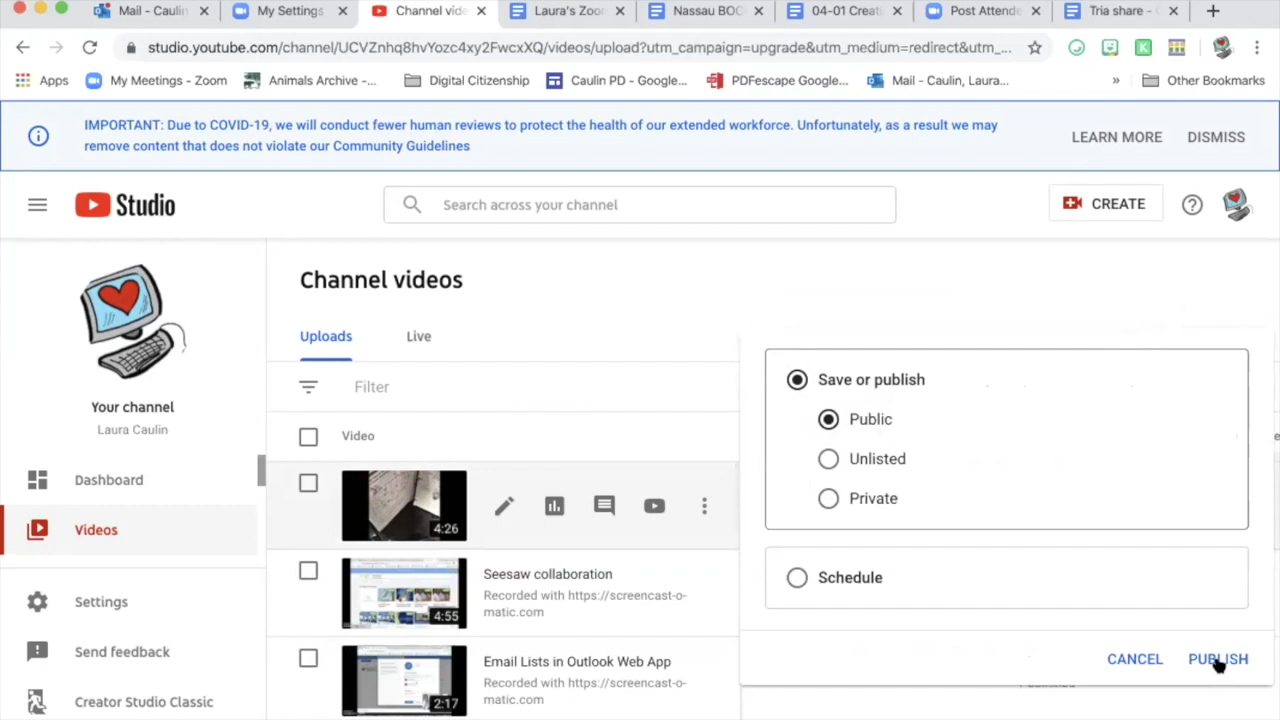 Mail - Caulin
My Settings
Channel vide
Laura's Zoo
Nassau BOC
04-01 Creati
Post Attende
Tria share -
studio.youtube.com/channel/UCVZnhq8hvYozc4xy2FwcxXQ/videos/upload?utm_campaign=upgrade&utm_medium=redirect&utm_...
Apps
My Meetings - Zoom
Animals Archive -...
Digital Citizenship
Caulin PD - Google...
PDFescape Google...
Mail - Caulin, Laura...
»
Other Bookmarks
IMPORTANT: Due to COVID-19, we will conduct fewer human reviews to protect the health of our extended workforce. Unfortunately, as a result we may
remove content that does not violate our Community Guidelines
LEARN MORE
DISMISS
Studio
Search across your channel
CREATE
Channel videos
Your channel
Laura Caulin
Uploads
Live
Filter
Video
Dashboard
Videos
Settings
Send feedback
Creator Studio Classic
4:26
Seesaw collaboration
Recorded with https://screencast-o-
matic.com
4:55
Email Lists in Outlook Web App
Recorded with https://screencast-o-
matic.com
2:17
Save or publish
Public
Unlisted
Private
Schedule
CANCEL
PUBLISH